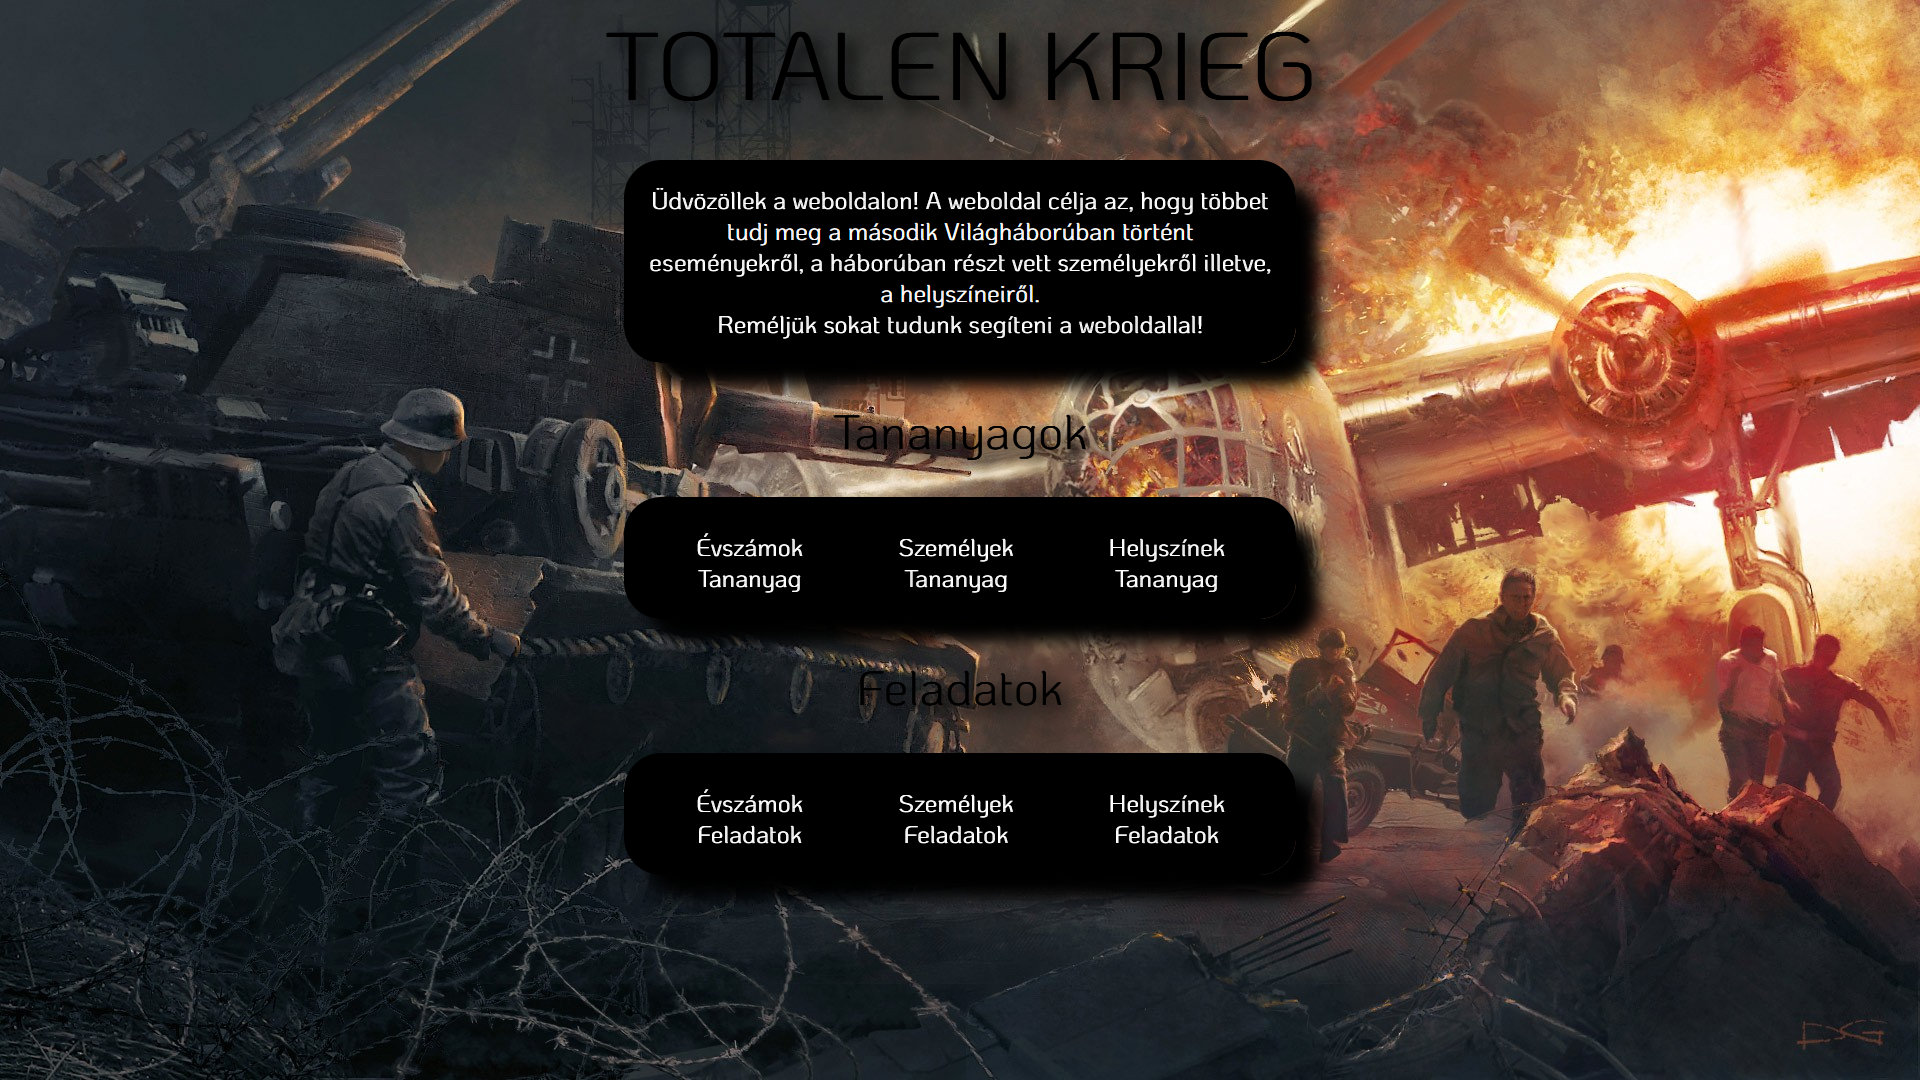 TOTALEN KRIEG
Üdvözöllek a weboldalon! A weboldal célja az, hogy többet
tudj meg a második Világháborúban történt
eseményekről, a háborúban részt vett személyekről illetve,
a helyszíneiről.
Reméljük sokat tudunk segíteni a weboldallal!
Tananyagok
Évszámok
Tananyag
Személyek
Tananyag
Helyszínek
Tananyag
Feladatok
Évszámok
Feladatok
Személyek
Feladatok
Helyszínek
Feladatok